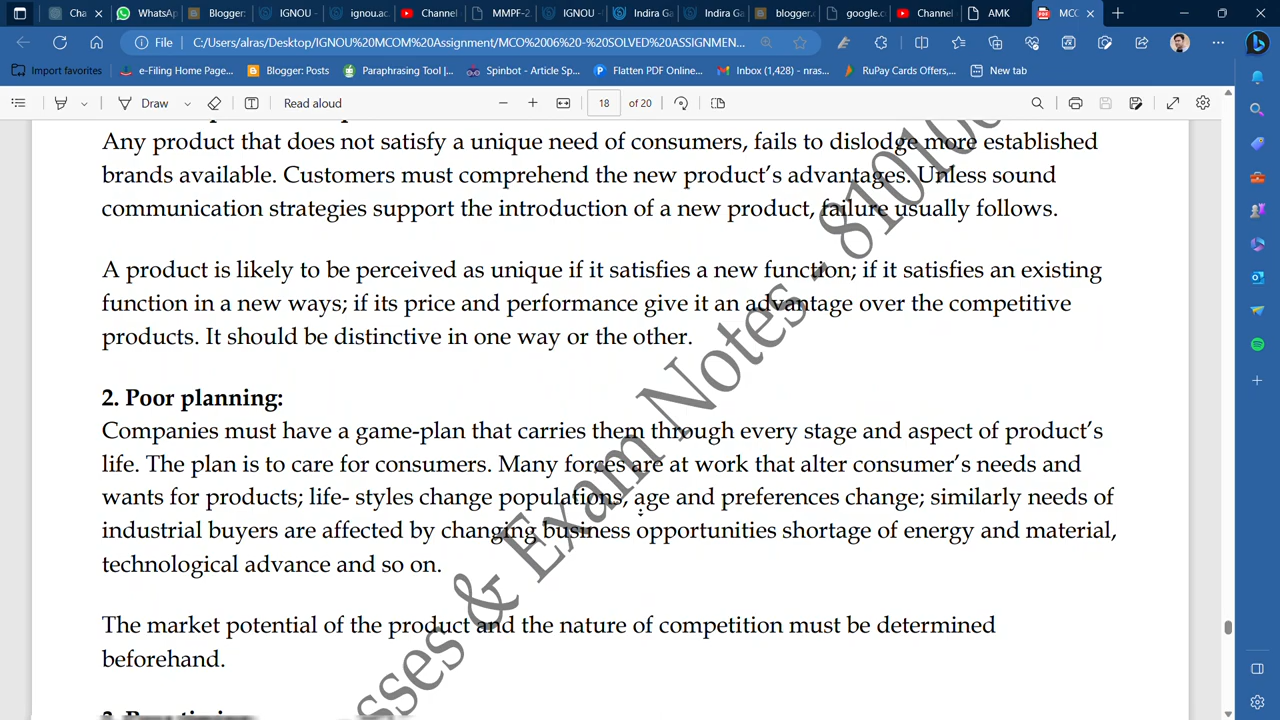 Cha
WhatsAp
Blogger:
IGNOU -
ignou.ac.
Channel
MMPF-2
IGNOU -
Indira Ga
Indira Ga
blogger.c
google.c
Channel
AMK
MCO
File
C:/Users/alras/Desktop/IGNOU%20MCOM%20Assignment/MCO%2006%20-%20SOLVED%20ASSIGNMEN...
Import favorites
e-Filing Home Page...
Blogger: Posts
Paraphrasing Tool |...
Spinbot - Article Sp...
Flatten PDF Online...
Inbox (1,428) - nras...
RuPay Cards Offers,...
New tab
Draw
Read aloud
18 of 20
Any product that does not satisfy a unique need of consumers, fails to dislodge more established
brands available. Customers must comprehend the new product's advantages. Unless sound
communication strategies support the introduction of a new product, failure usually follows.
A product is likely to be perceived as unique if it satisfies a new function; if it satisfies an existing
function in a new ways; if its price and performance give it an advantage over the competitive
products. It should be distinctive in one way or the other.
2. Poor planning:
Companies must have a game-plan that carries them through every stage and aspect of product's
life. The plan is to care for consumers. Many forces are at work that alter consumer's needs and
wants for products; life- styles change populations, age and preferences change; similarly needs of
industrial buyers are affected by changing business opportunities shortage of energy and material,
technological advance and so on.
The market potential of the product and the nature of competition must be determined
beforehand.
sses & Exam Notes - 81010